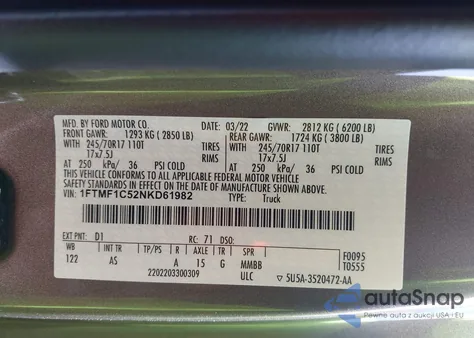 MFD. BY FORD MOTOR CO. 03/22 GVWR: 2812 KG ( 6200 LB)
FRONT GAWR: 1293 KG ( 2850 LB) REAR GAWR: 1724 KG ( 3800 LB)
245/70R17 110T TIRES 245/70R17 110T TIRES
17x7.5J RIMS 17x7.5J RIMS
AT 250 kPa/ 36 PSI COLD AT 250 kPa/ 36 PSI COLD
THIS VEHICLE CONFORMS TO ALL APPLICABLE FEDERAL MOTOR VEHICLE
SAFETY STANDARDS IN EFFECT ON THE DATE OF MANUFACTURE SHOWN ABOVE.
VIN: 1FTMF1C52NKD61982 TYPE: Truck
EXT PNT: D1 RC: 71 DSO: F0095
WB INT TR TP/PS R AXLE TR SPR T0555
122 AS A 15 G MMBB
2202203300309 ULC 5U5A-3520472-AA
autaSnap
Pewne auto z aukcji USA i EU